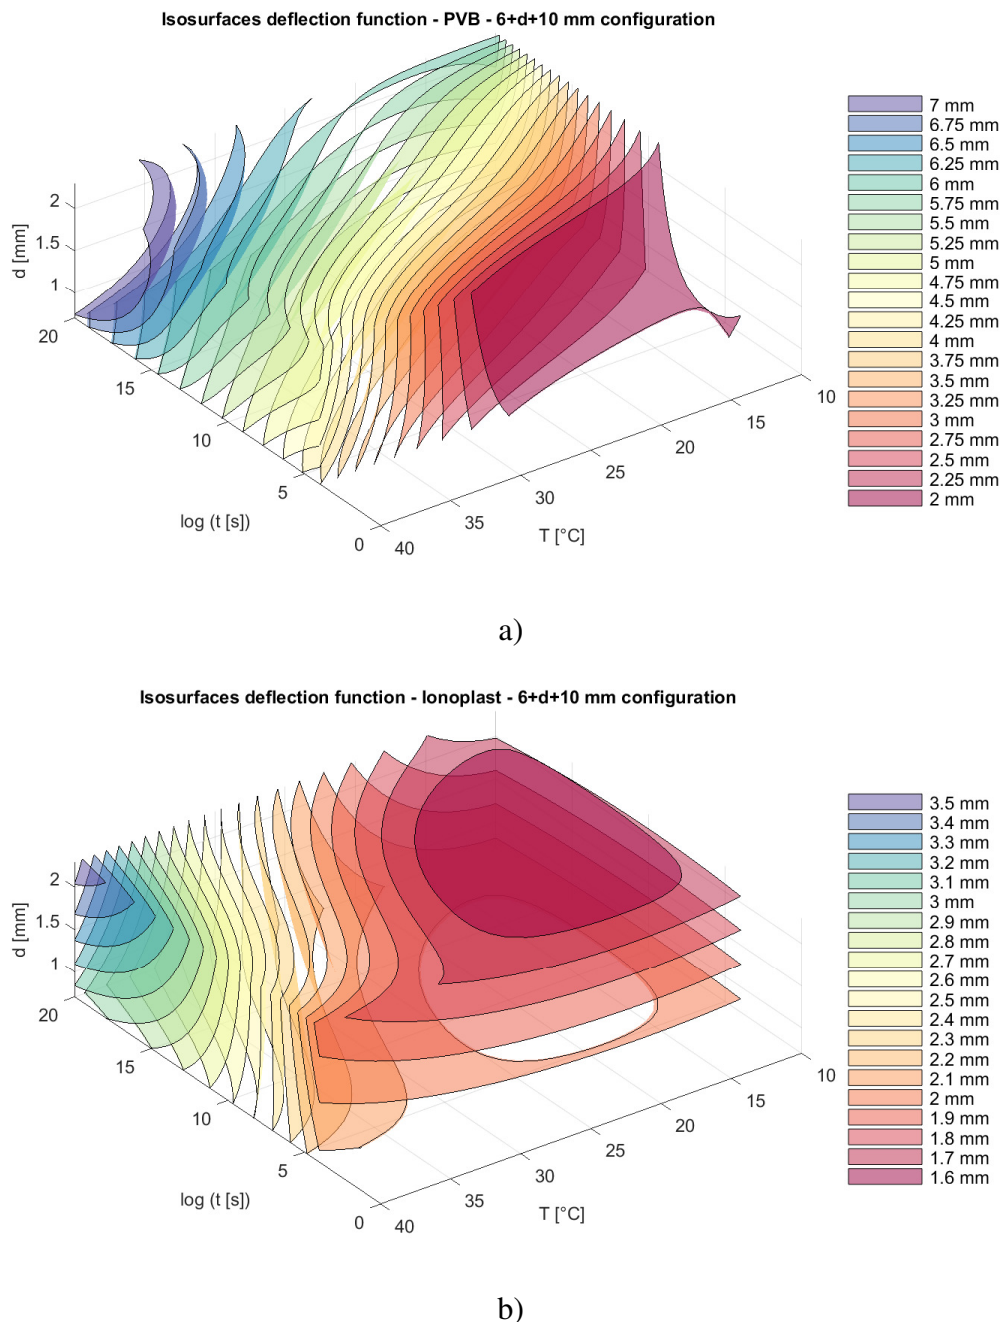 Isosurfaces deflection function - PVB - 6+d+10 mm configuration
2
1.5
1
d [mm]
20
15
10
5
0
log (t [s])
40
35
30
25
20
15
10
T [°C]
7 mm
6.75 mm
6.5 mm
6.25 mm
6 mm
5.75 mm
5.5 mm
5.25 mm
5 mm
4.75 mm
4.5 mm
4.25 mm
4 mm
3.75 mm
3.5 mm
3.25 mm
3 mm
2.75 mm
2.5 mm
2.25 mm
2 mm
a)
Isosurfaces deflection function - Ionoplast - 6+d+10 mm configuration
2
1.5
1
d [mm]
20
15
10
5
0
log (t [s])
40
35
30
25
20
15
10
T [°C]
3.5 mm
3.4 mm
3.3 mm
3.2 mm
3.1 mm
3 mm
2.9 mm
2.8 mm
2.7 mm
2.6 mm
2.5 mm
2.4 mm
2.3 mm
2.2 mm
2.1 mm
2 mm
1.9 mm
1.8 mm
1.7 mm
1.6 mm
b)